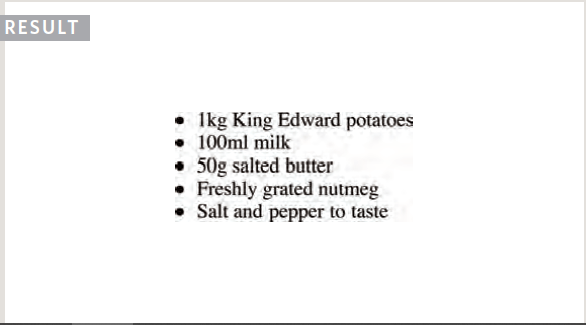 RESULT
• 1kg King Edward potatoes
• 100ml milk
• 50g salted butter
• Freshly grated nutmeg
• Salt and pepper to taste